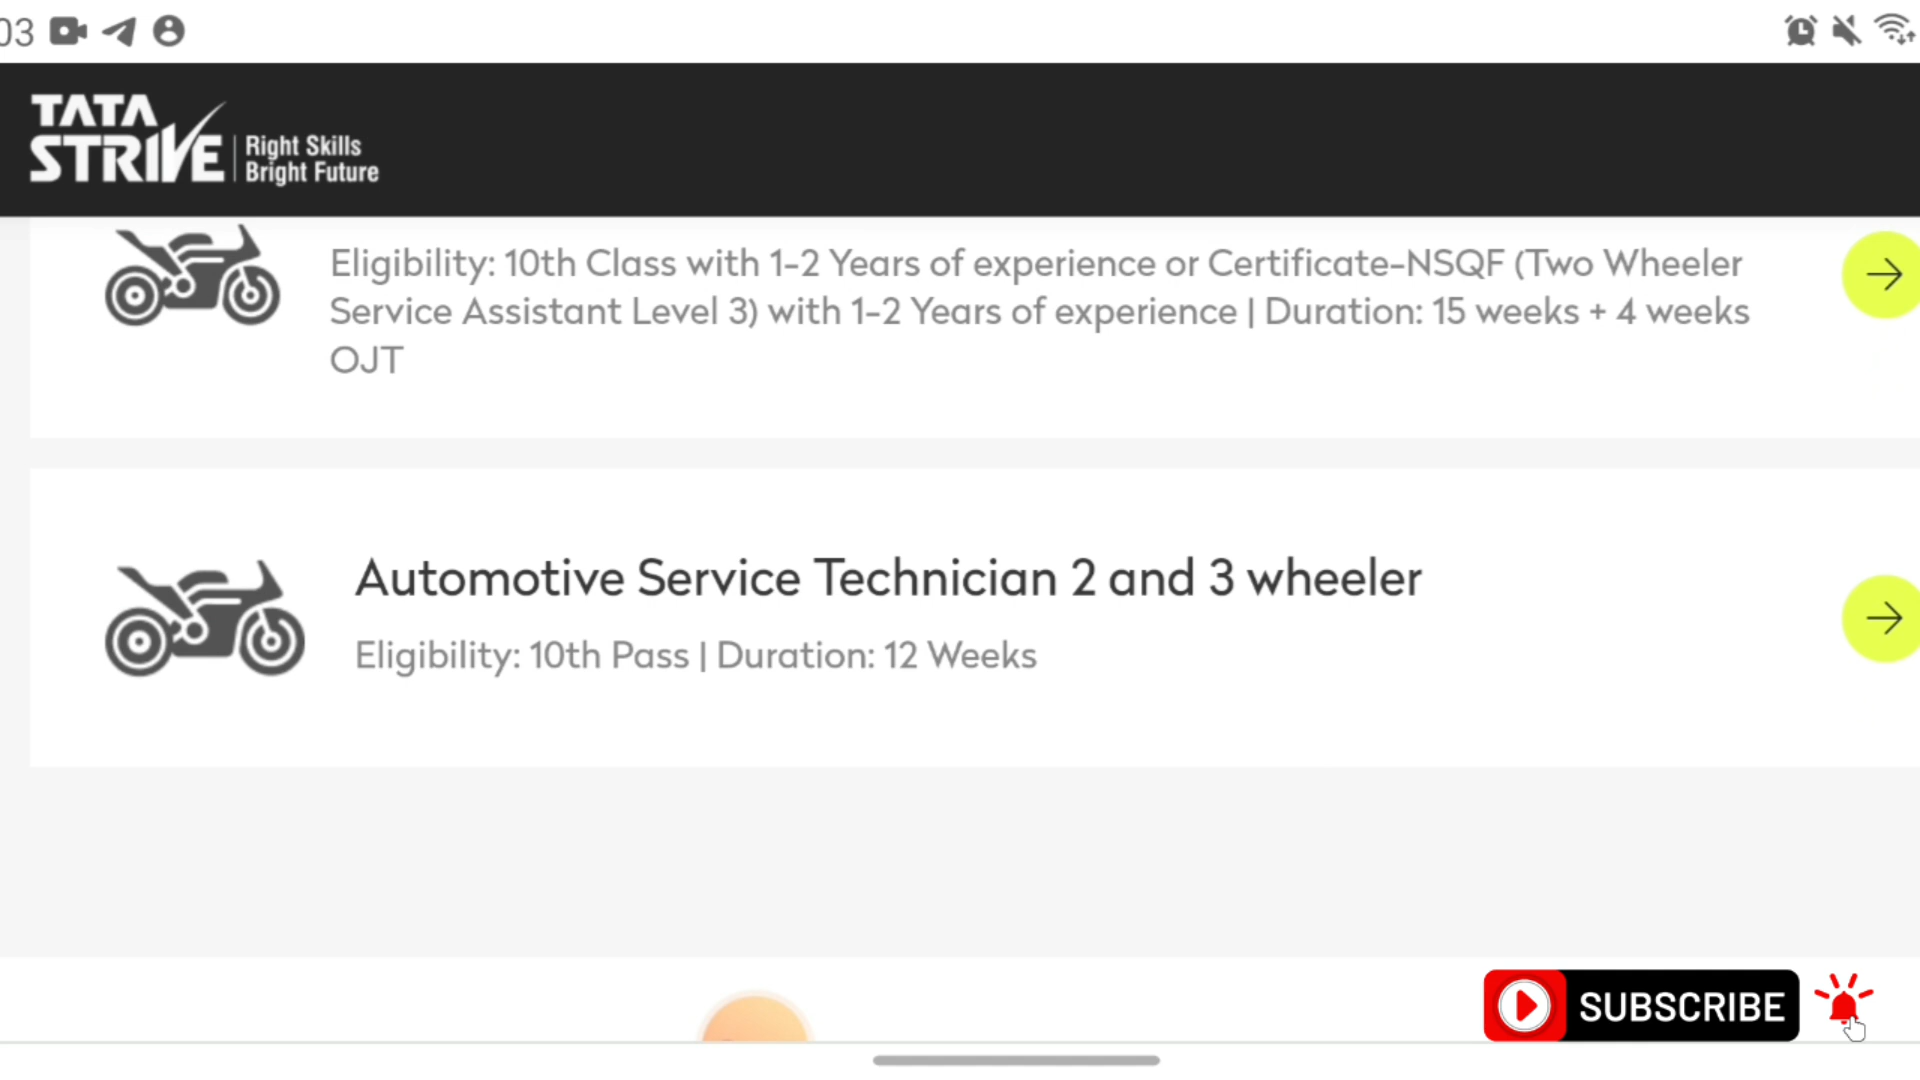 03
TATA
STRIVE
Right Skills
Bright Future
Eligibility: 10th Class with 1-2 Years of experience or Certificate-NSQF (Two Wheeler
Service Assistant Level 3) with 1-2 Years of experience | Duration: 15 weeks + 4 weeks
OJT
Automotive Service Technician 2 and 3 wheeler
Eligibility: 10th Pass | Duration: 12 Weeks
SUBSCRIBE